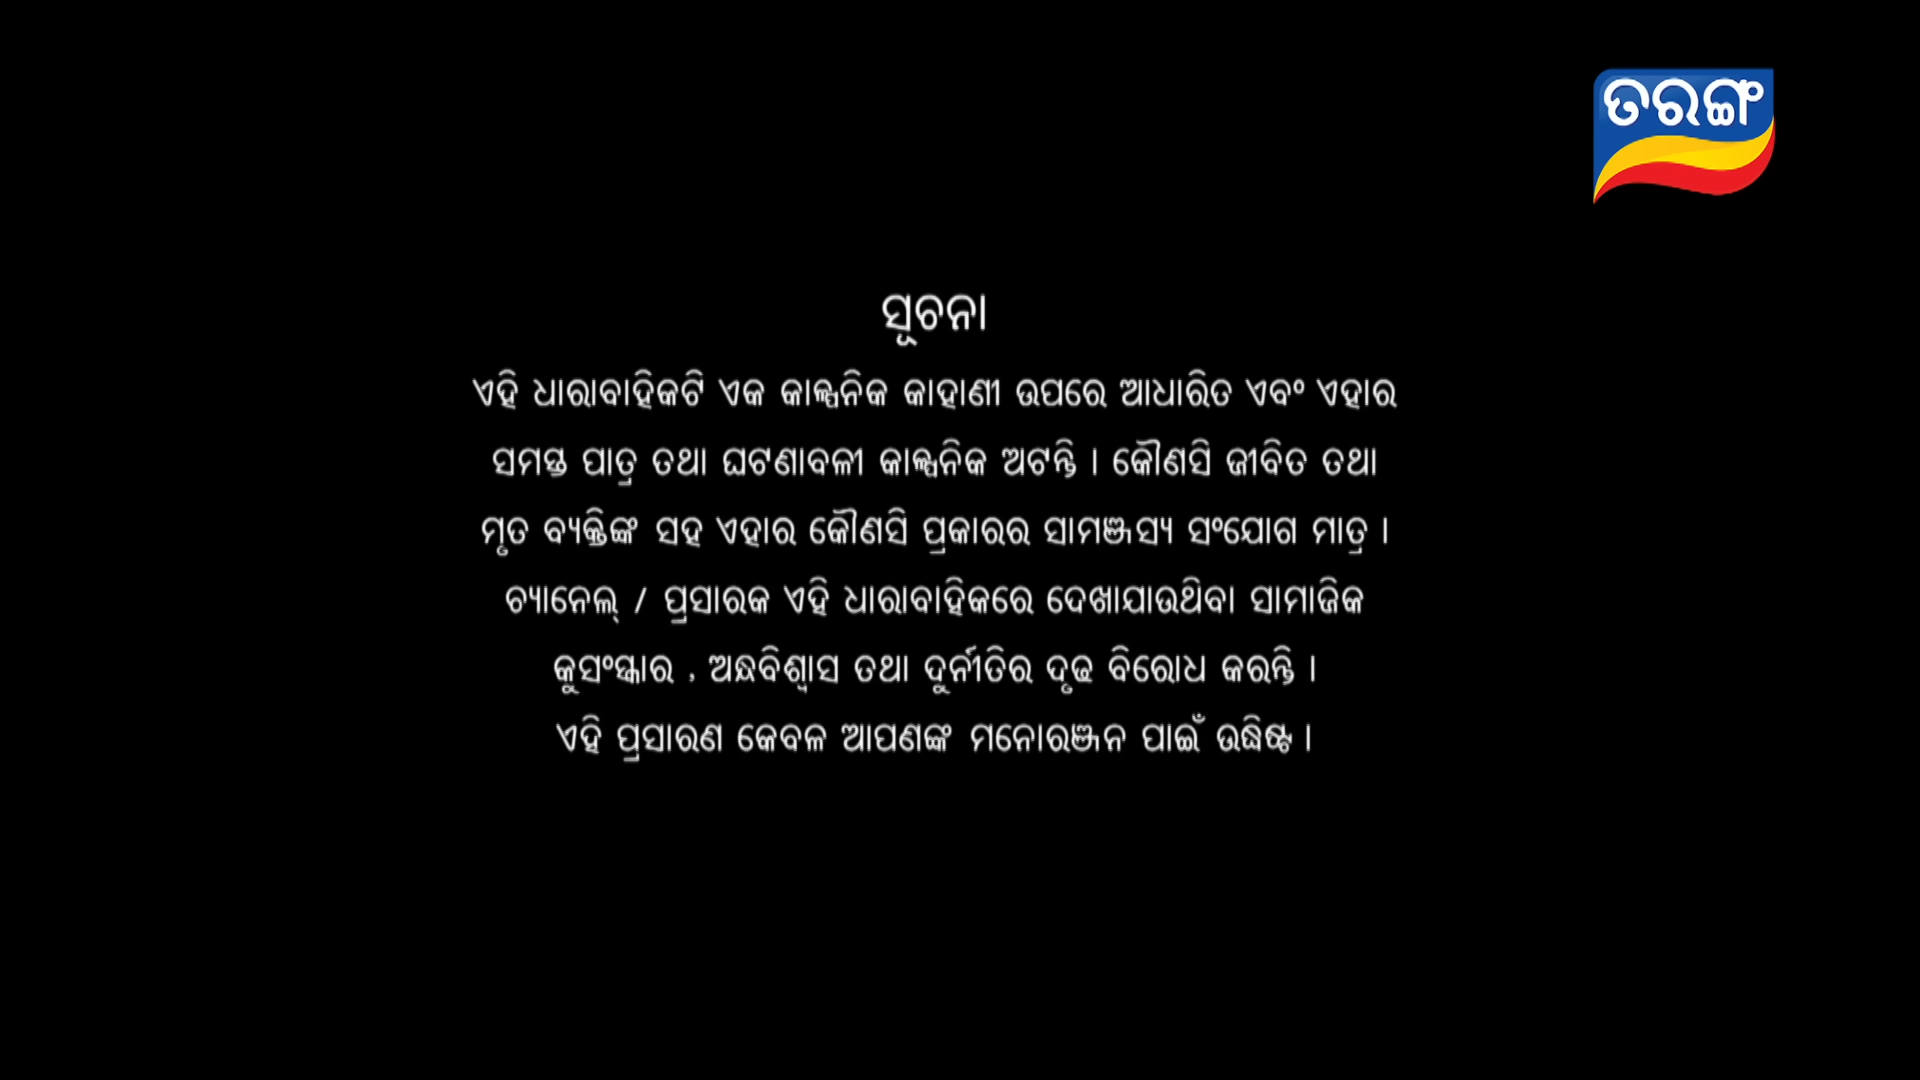 ତରଙ୍ଗ
ସୂଚନା
ଏହି ଧାରାବାହିକଟି ଏକ କାଳ୍ପନିକ କାହାଣୀ ଉପରେ ଆଧାରିତ ଏବଂ ଏହାର
ସମସ୍ତ ପାତ୍ର ତଥା ଘଟଣାବଳୀ କାଳ୍ପନିକ ଅଟନ୍ତି । କୌଣସି ଜୀବିତ ତଥା
ମୃତ ବ୍ୟକ୍ତିଙ୍କ ସହ ଏହାର କୌଣସି ପ୍ରକାରର ସାମଞ୍ଜସ୍ୟ ସଂଯୋଗ ମାତ୍ର ।
ଚ୍ୟାନେଲ୍ / ପ୍ରସାରକ ଏହି ଧାରାବାହିକରେ ଦେଖାଯାଉଥିବା ସାମାଜିକ
କୁସଂସ୍କାର , ଅନ୍ଧବିଶ୍ୱାସ ତଥା ଦୁର୍ନୀତିର ଦୃଢ ବିରୋଧ କରନ୍ତି ।
ଏହି ପ୍ରସାରଣ କେବଳ ଆପଣଙ୍କ ମନୋରଞ୍ଜନ ପାଇଁ ଉଦ୍ଧିଷ୍ଟ ।